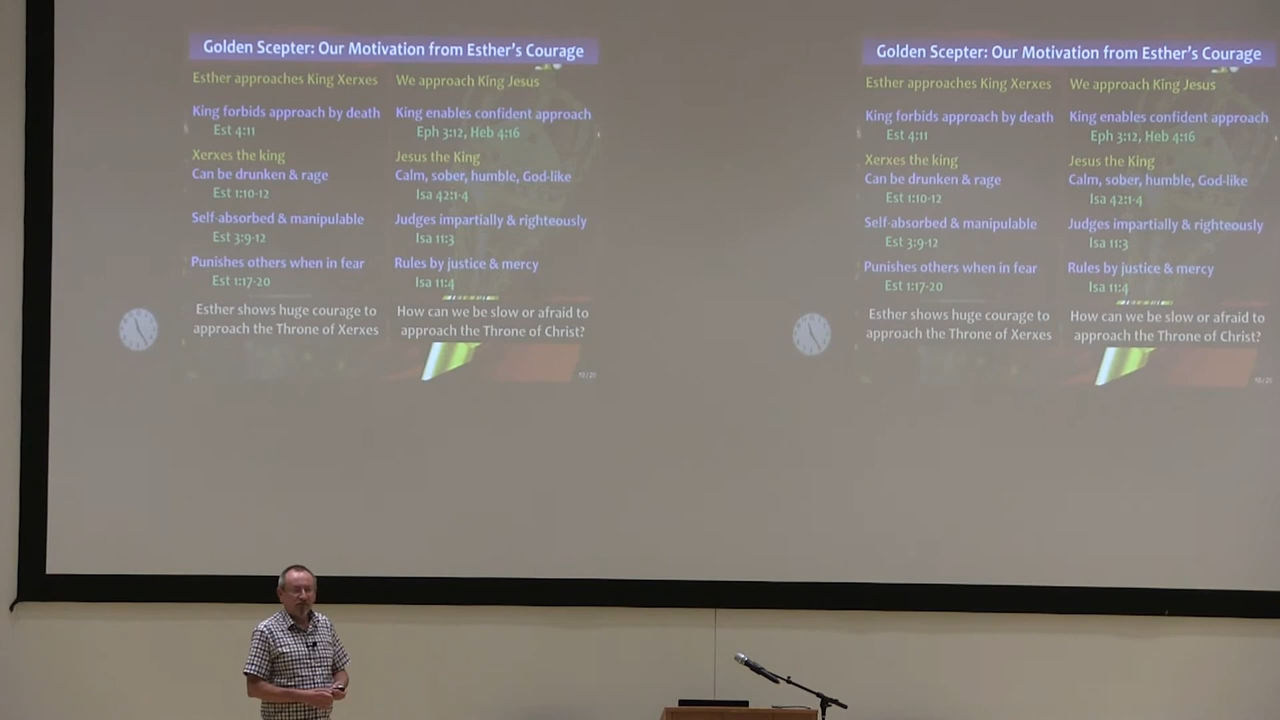 Golden Scepter: Our Motivation from Esther's Courage
Esther approaches King Xerxes
We approach King Jesus
King forbids approach by death
Est 4:11
King enables confident approach
Eph 3:12, Heb 4:16
Xerxes the king
Can be drunken & rage
Est 1:10-12
Jesus the King
Calm, sober, humble, God-like
Isa 42:1-4
Self-absorbed & manipulable
Est 3:9-12
Judges impartially & righteously
Isa 11:3
Punishes others when in fear
Est 1:17-20
Rules by justice & mercy
Isa 11:4
Esther shows huge courage to
approach the Throne of Xerxes
How can we be slow or afraid to
approach the Throne of Christ?
Golden Scepter: Our Motivation from Esther's Courage
Esther approaches King Xerxes
We approach King Jesus
King forbids approach by death
Est 4:11
King enables confident approach
Eph 3:12, Heb 4:16
Xerxes the king
Can be drunken & rage
Est 1:10-12
Jesus the King
Calm, sober, humble, God-like
Isa 42:1-4
Self-absorbed & manipulable
Est 3:9-12
Judges impartially & righteously
Isa 11:3
Punishes others when in fear
Est 1:17-20
Rules by justice & mercy
Isa 11:4
Esther shows huge courage to
approach the Throne of Xerxes
How can we be slow or afraid to
approach the Throne of Christ?